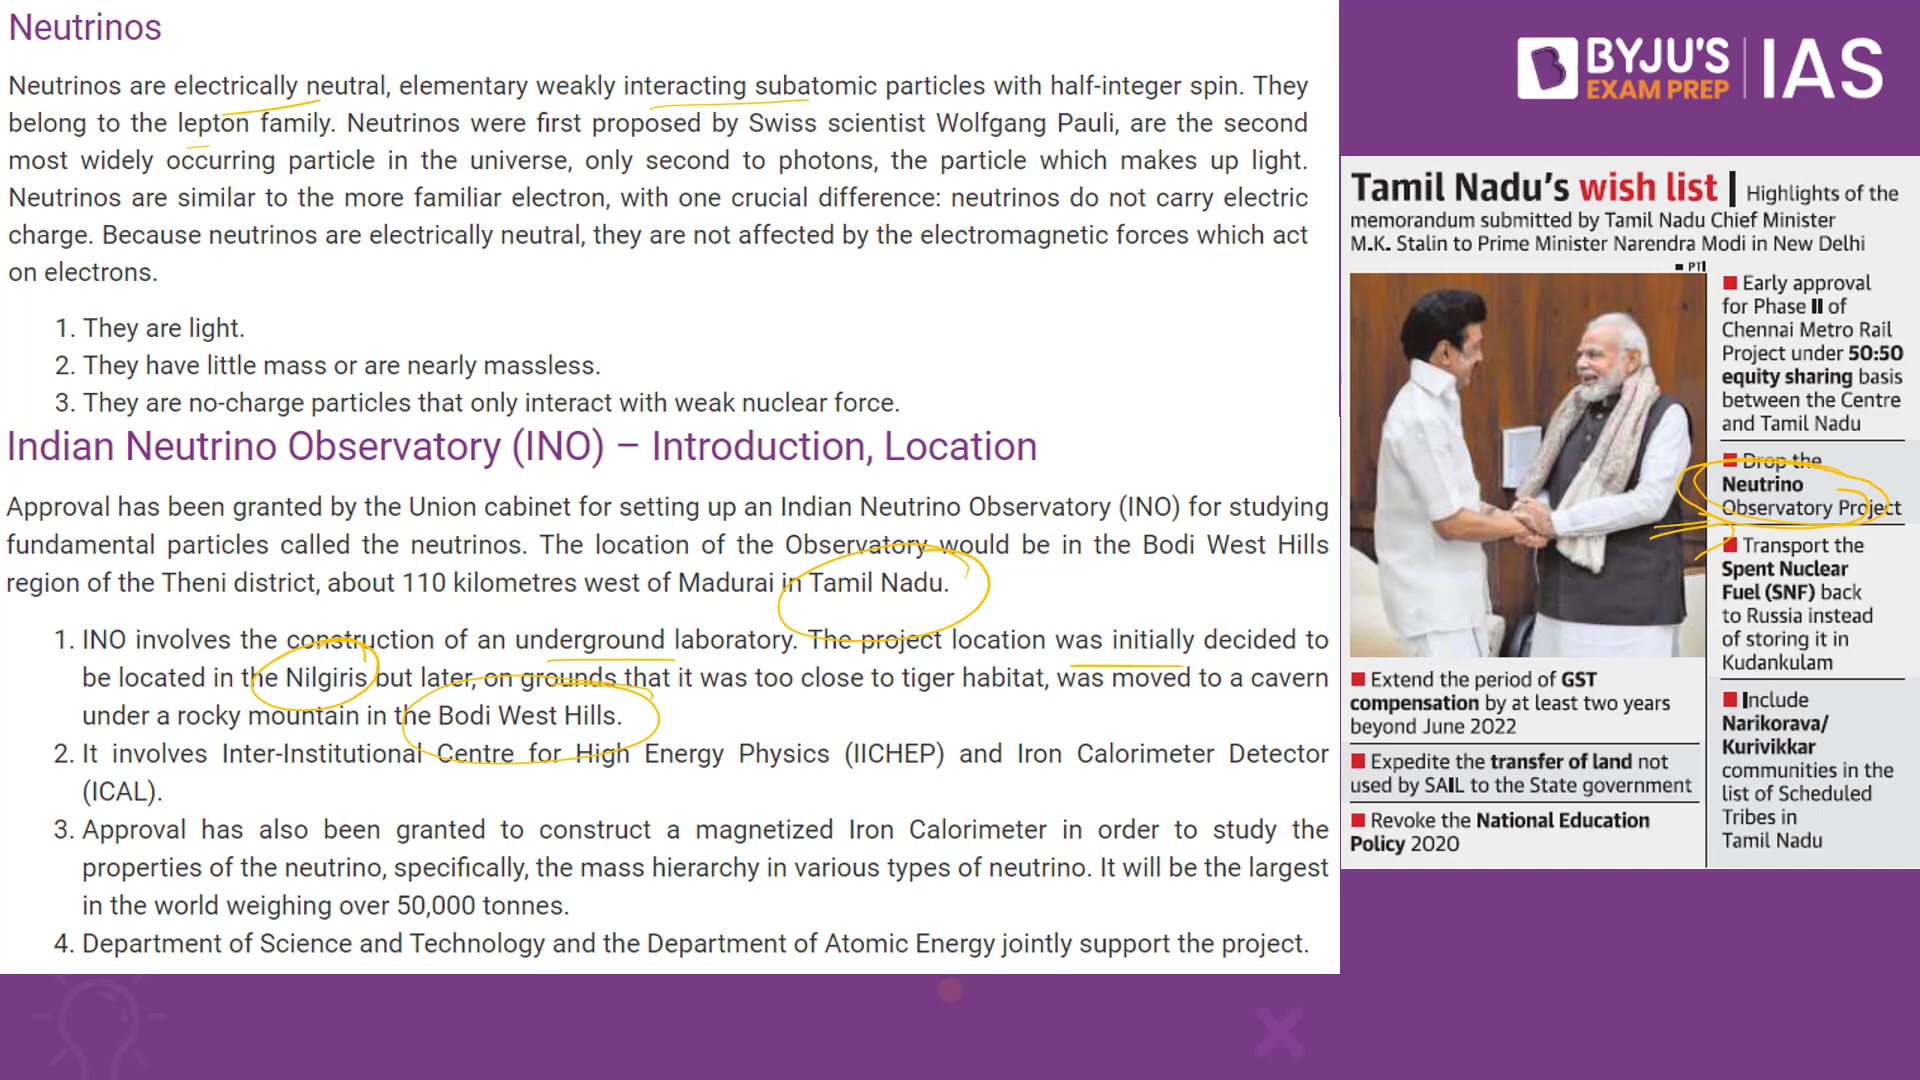 Neutrinos
Neutrinos are electrically neutral, elementary weakly interacting subatomic particles with half-integer spin. They
belong to the lepton family. Neutrinos were first proposed by Swiss scientist Wolfgang Pauli, are the second
most widely occurring particle in the universe, only second to photons, the particle which makes up light.
Neutrinos are similar to the more familiar electron, with one crucial difference: neutrinos do not carry electric
charge. Because neutrinos are electrically neutral, they are not affected by the electromagnetic forces which act
on electrons.
1. They are light.
2. They have little mass or are nearly massless.
3. They are no-charge particles that only interact with weak nuclear force.
Indian Neutrino Observatory (INO) – Introduction, Location
Approval has been granted by the Union cabinet for setting up an Indian Neutrino Observatory (INO) for studying
fundamental particles called the neutrinos. The location of the Observatory would be in the Bodi West Hills
region of the Theni district, about 110 kilometres west of Madurai in Tamil Nadu.
1. INO involves the construction of an underground laboratory. The project location was initially decided to
be located in the Nilgiris but later, on grounds that it was too close to tiger habitat, was moved to a cavern
under a rocky mountain in the Bodi West Hills.
2. It involves Inter-Institutional Centre for High Energy Physics (IICHEP) and Iron Calorimeter Detector
(ICAL).
3. Approval has also been granted to construct a magnetized Iron Calorimeter in order to study the
properties of the neutrino, specifically, the mass hierarchy in various types of neutrino. It will be the largest
in the world weighing over 50,000 tonnes.
4. Department of Science and Technology and the Department of Atomic Energy jointly support the project.
BYJU'S
EXAM PREP
IAS
Tamil Nadu's wish list | Highlights of the
memorandum submitted by Tamil Nadu Chief Minister
M.K. Stalin to Prime Minister Narendra Modi in New Delhi
■ PTI
■ Early approval
for Phase II of
Chennai Metro Rail
Project under 50:50
equity sharing basis
between the Centre
and Tamil Nadu
■ Drop the
Neutrino
Observatory Project
■ Transport the
Spent Nuclear
Fuel (SNF) back
to Russia instead
of storing it in
Kudankulam
■ Include
Narikorava/
Kurivikkar
communities in the
list of Scheduled
Tribes in
Tamil Nadu
■ Extend the period of GST
compensation by at least two years
beyond June 2022
■ Expedite the transfer of land not
used by SAIL to the State government
■ Revoke the National Education
Policy 2020